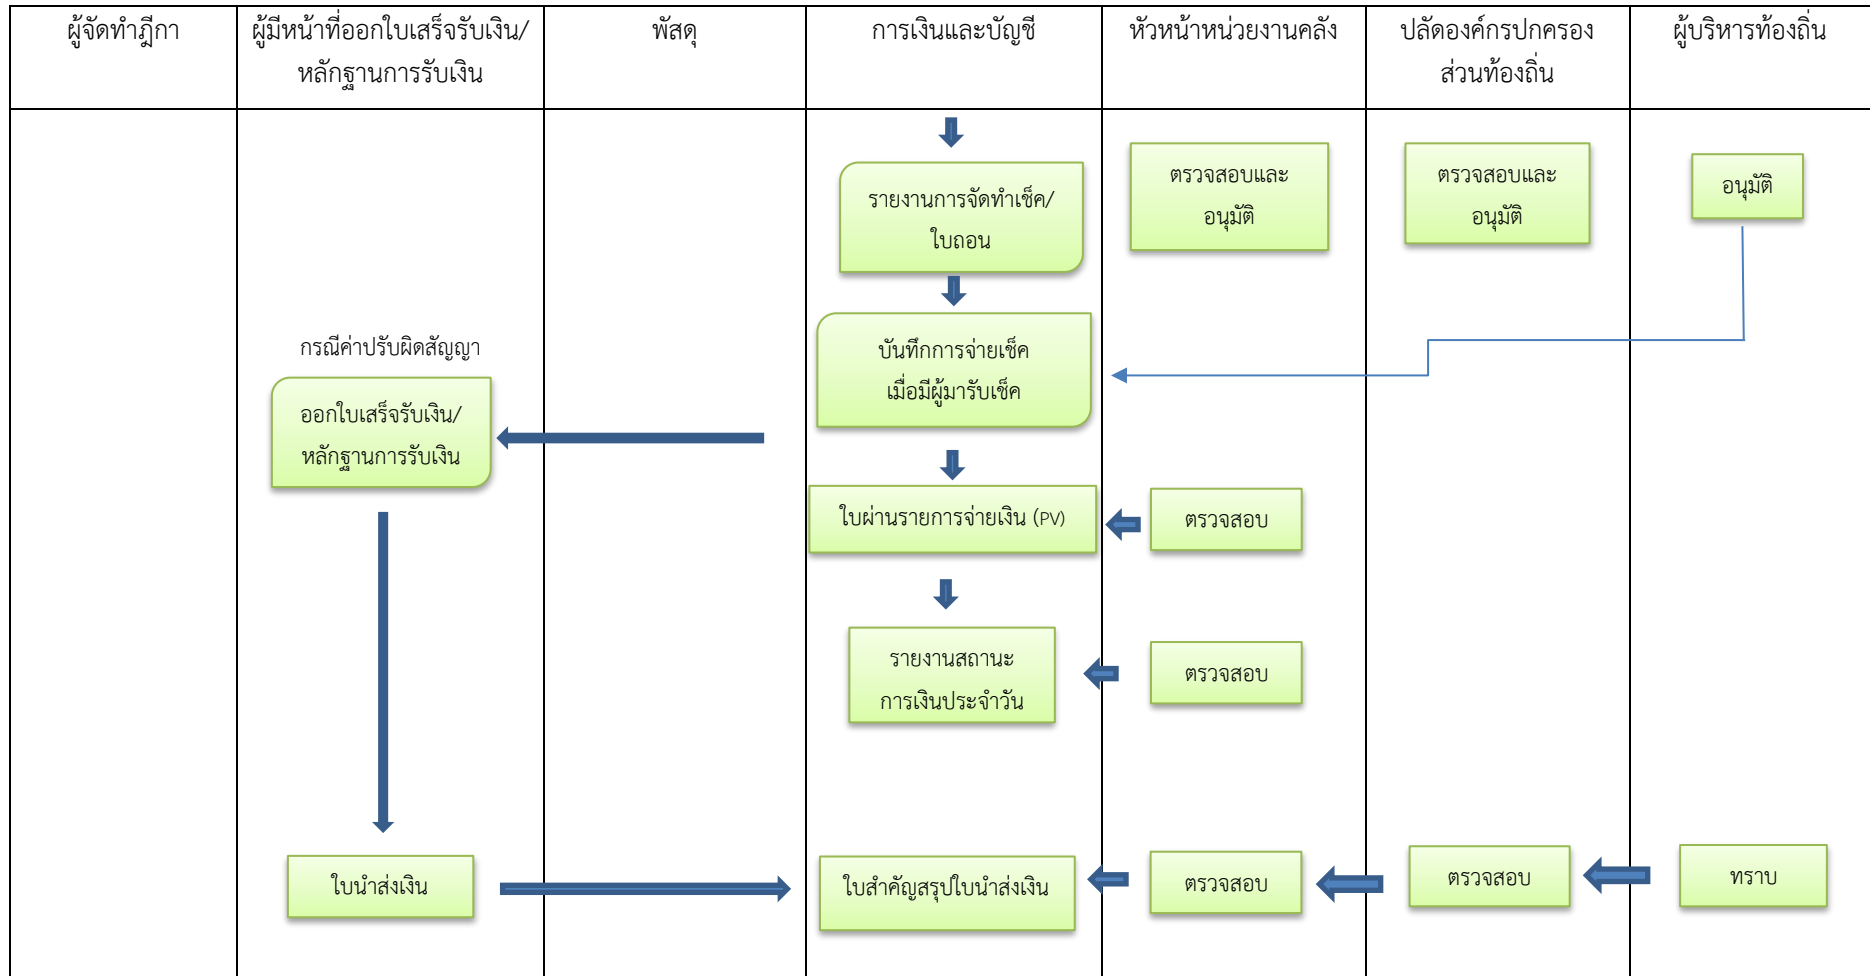 ผู้จัดทำฎีกา
ผู้มีหน้าที่ออกใบเสร็จรับเงิน/
หลักฐานการรับเงิน
พัสดุ
การเงินและบัญชี
หัวหน้าหน่วยงานคลัง
ปลัดองค์กรปกครอง
ส่วนท้องถิ่น
ผู้บริหารท้องถิ่น
รายงานการจัดทำเช็ค/
ใบถอน
ตรวจสอบและ
อนุมัติ
ตรวจสอบและ
อนุมัติ
อนุมัติ
กรณีค่าปรับผิดสัญญา
บันทึกการจ่ายเช็ค
เมื่อมีผู้มารับเช็ค
ออกใบเสร็จรับเงิน/
หลักฐานการรับเงิน
ใบผ่านรายการจ่ายเงิน (PV)
ตรวจสอบ
รายงานสถานะ
การเงินประจำวัน
ตรวจสอบ
ใบนำส่งเงิน
ใบสำคัญสรุปใบนำส่งเงิน
ตรวจสอบ
ตรวจสอบ
ทราบ